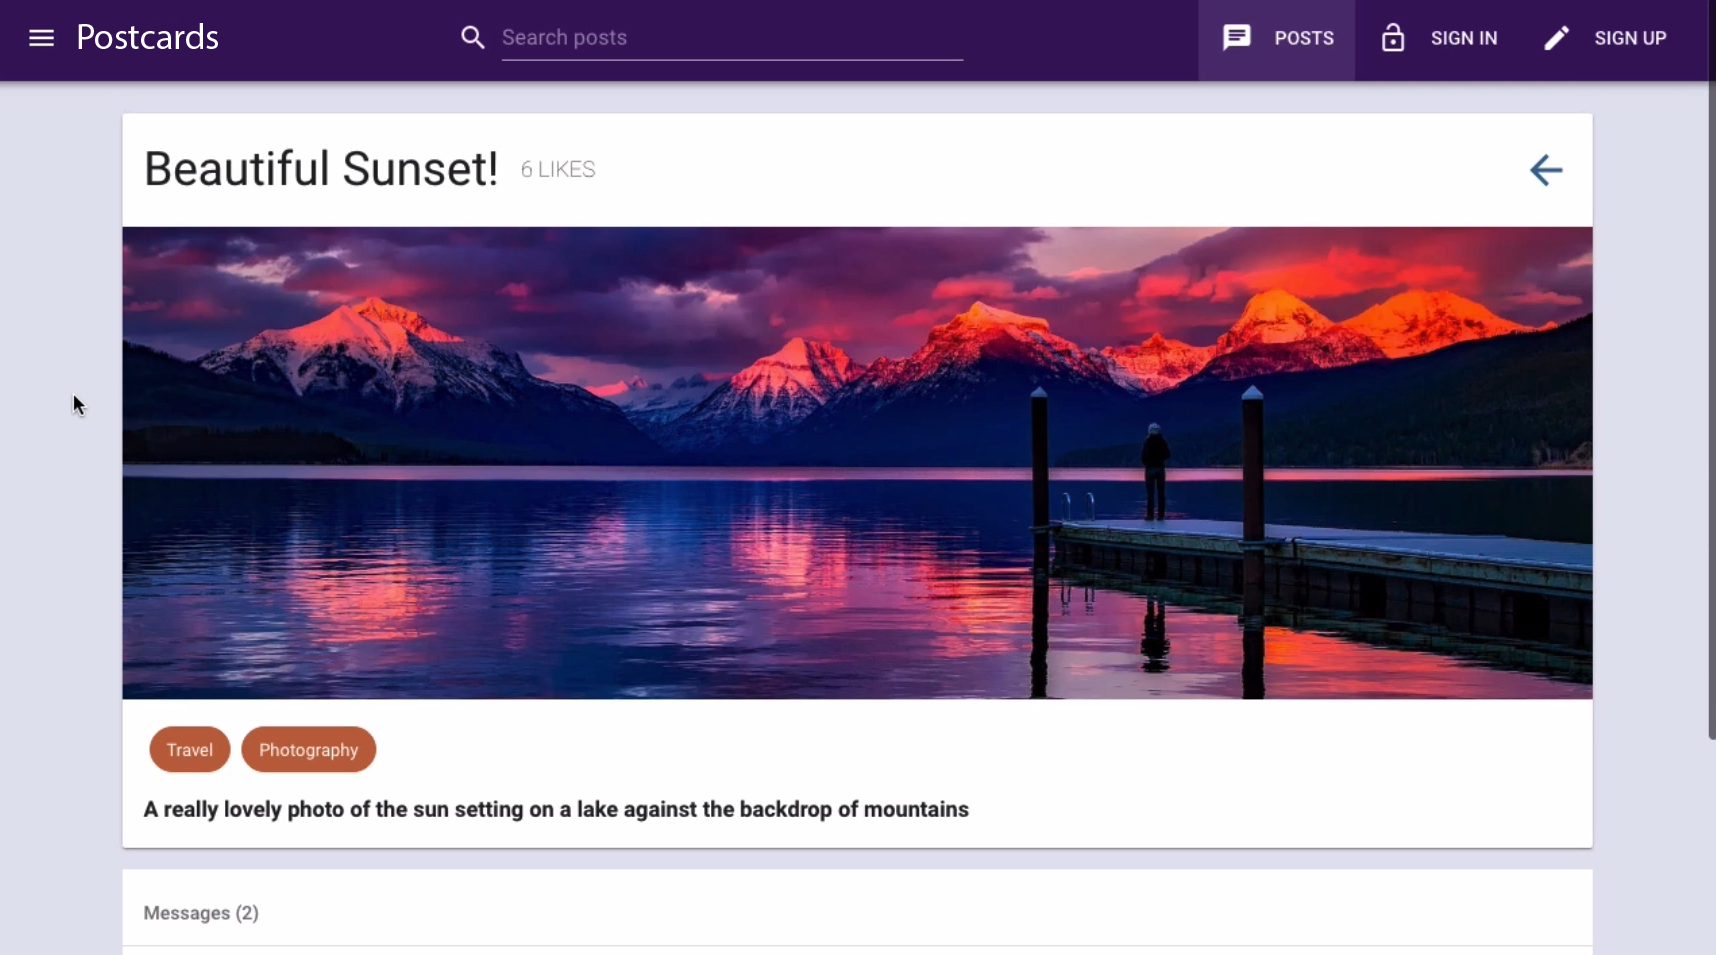 Postcards
Search posts
POSTS
SIGN IN
SIGN UP
Beautiful Sunset! 6 LIKES
Travel
Photography
A really lovely photo of the sun setting on a lake against the backdrop of mountains
Messages (2)